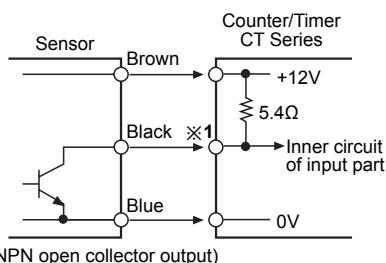 Counter/Timer
CT Series
Sensor
Brown
+12V
5.4Ω
Black ※1
Inner circuit
of input part
Blue
0V
NPN open collector output)